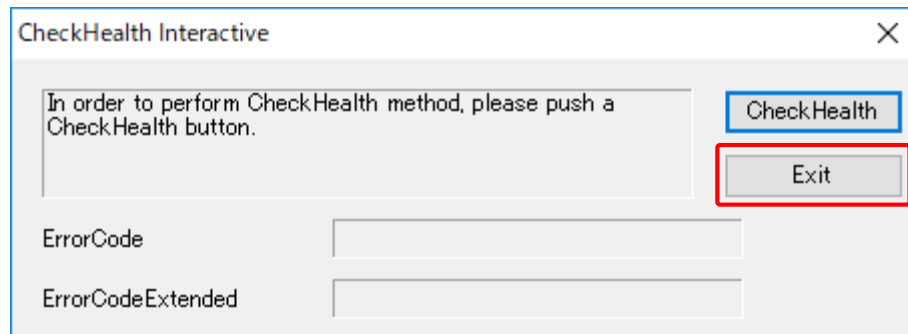 CheckHealth Interactive
In order to perform CheckHealth method, please push a
CheckHealth button.
CheckHealth
Exit
ErrorCode
ErrorCodeExtended